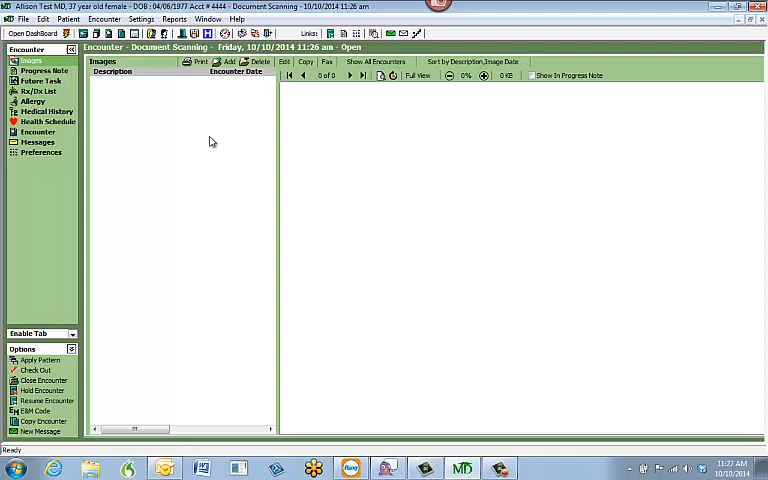 Allison Test MD, 37 year old female - DOB : 04/06/1977 Acct # 4444 - Document Scanning - 10/10/2014 11:26 am
File Edit Patient Encounter Settings Reports Window Help
Open DashBoard Links:
Encounter
Encounter - Document Scanning - Friday, 10/10/2014 11:26 am - Open
Images
Progress Note
Future Task
Rx/Dx List
Allergy
Medical History
Health Schedule
Encounter
Messages
Preferences
Images Print Add Delete Edit Copy Fax Show All Encounters Sort by Description,Image Date
Description Encounter Date
0 of 0 Full View 0% 0 KB Show In Progress Note
Enable Tab
Options
Apply Pattern
Check Out
Close Encounter
Hold Encounter
Resume Encounter
E&M Code
Copy Encounter
New Message
Ready
Ring
MD
11:27 AM
10/10/2014